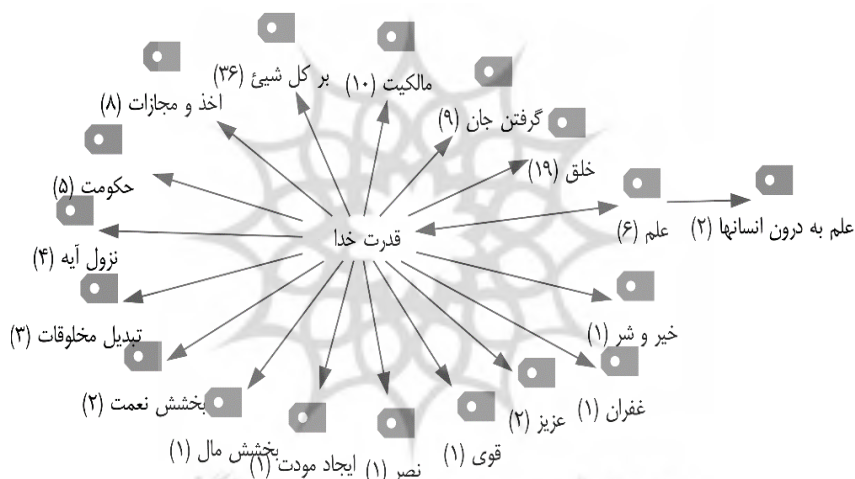 بر کل شیئ (۳۶)
مالکیت (۱۰)
اخذ و مجازات (۸)
گرفتن جان (۹)
خلق (۱۹)
حکومت (۵)
علم (۶)
علم به درون انسانها (۲)
قدرت خدا
نزول آیه (۴)
خیر و شر (۱)
تبدیل مخلوقات (۳)
غفران (۱)
بخشش نعمت (۲)
عزیز (۲)
قوی (۱)
بخشش مال (۱)
ایجاد مودت (۱)
نصر (۱)